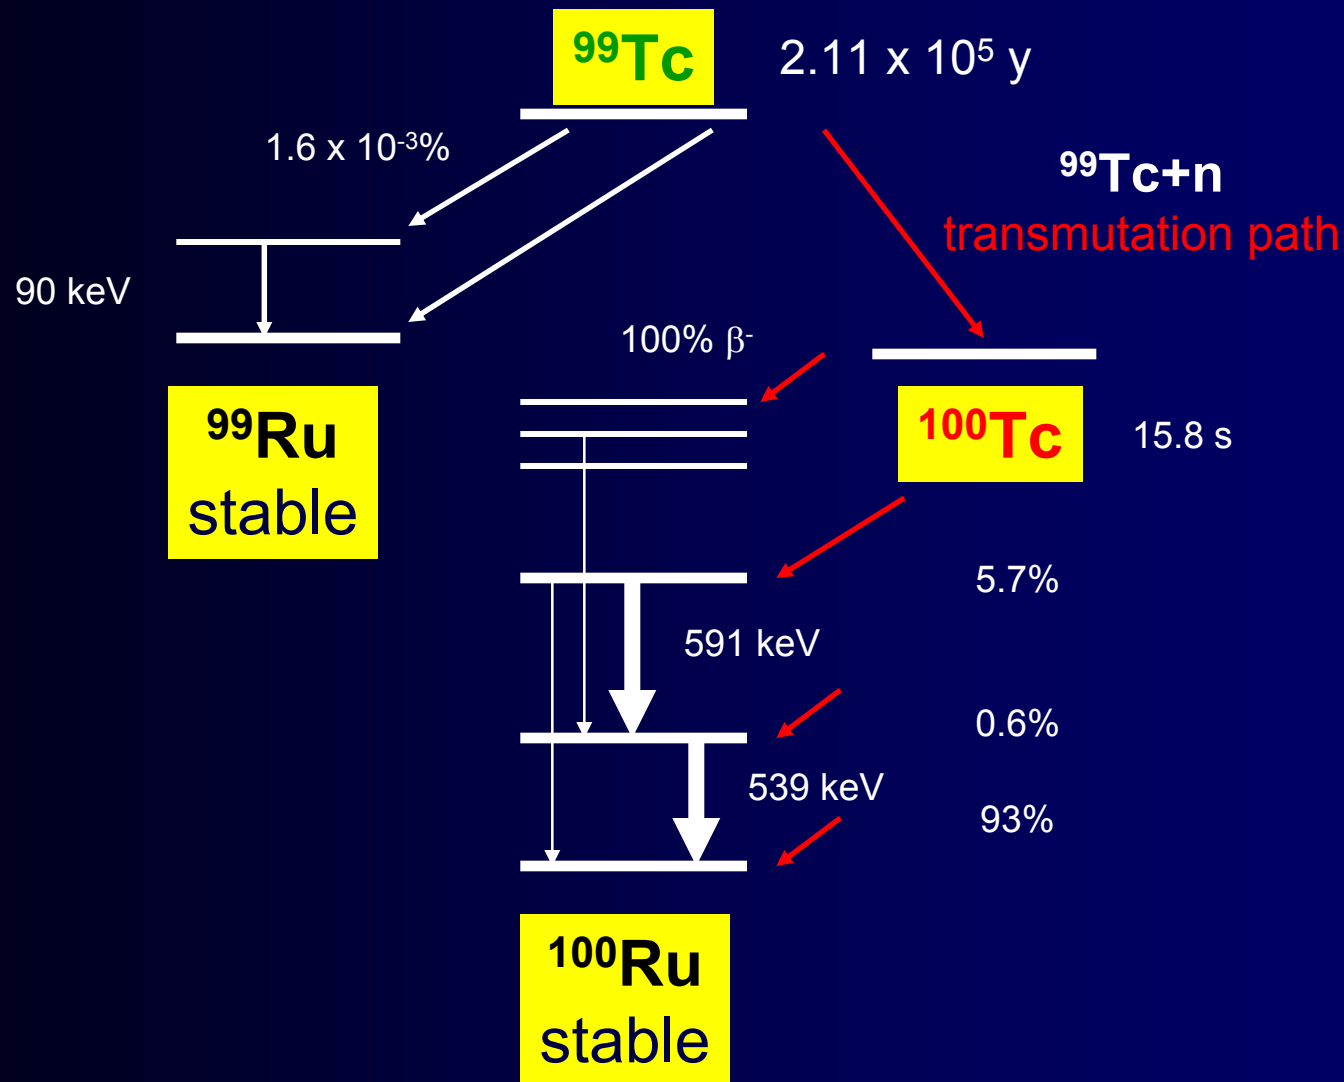 ⁹⁹Tc
2.11 x 10⁵ y
1.6 x 10⁻³%
⁹⁹Tc+n
transmutation path
90 keV
100% β⁻
⁹⁹Ru
stable
¹⁰⁰Tc
15.8 s
5.7%
591 keV
0.6%
539 keV
93%
¹⁰⁰Ru
stable